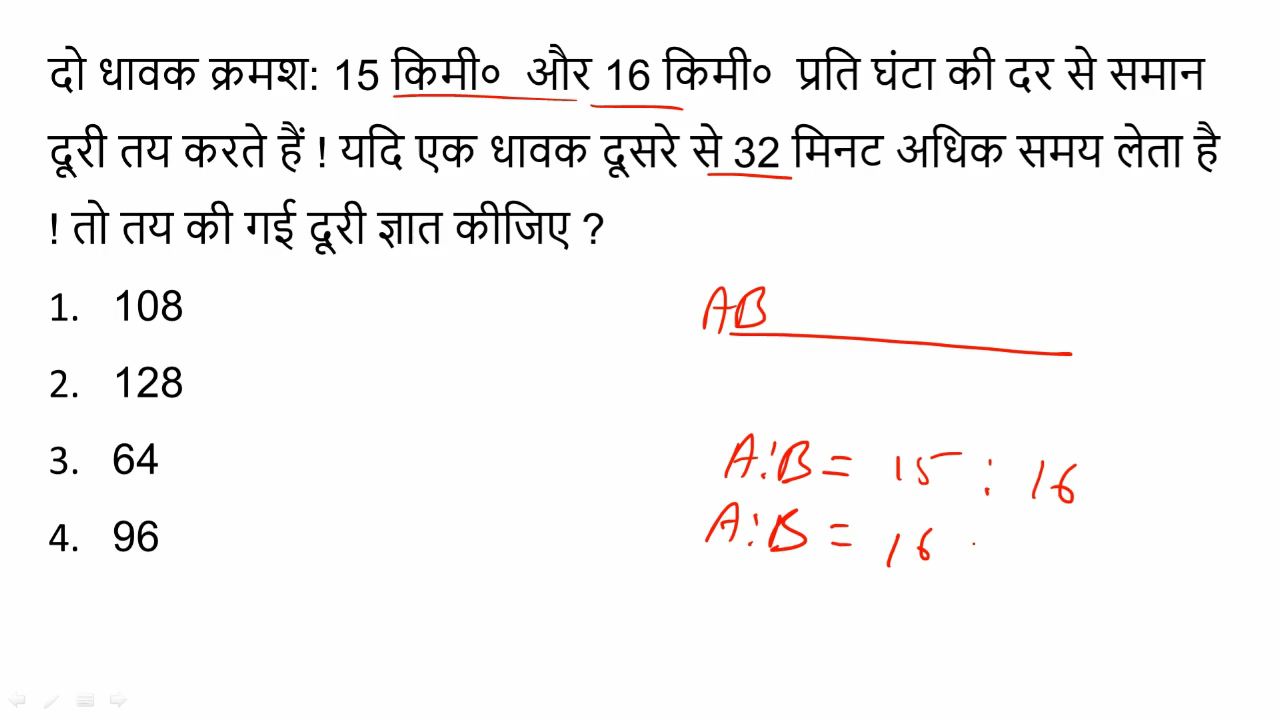 दो धावक क्रमश: 15 किमी० और 16 किमी० प्रति घंटा की दर से समान
दूरी तय करते हैं ! यदि एक धावक दूसरे से 32 मिनट अधिक समय लेता है
! तो तय की गई दूरी ज्ञात कीजिए ?
1. 108
2. 128
3. 64
4. 96
AB
A:B = 15 : 16
A:B = 16